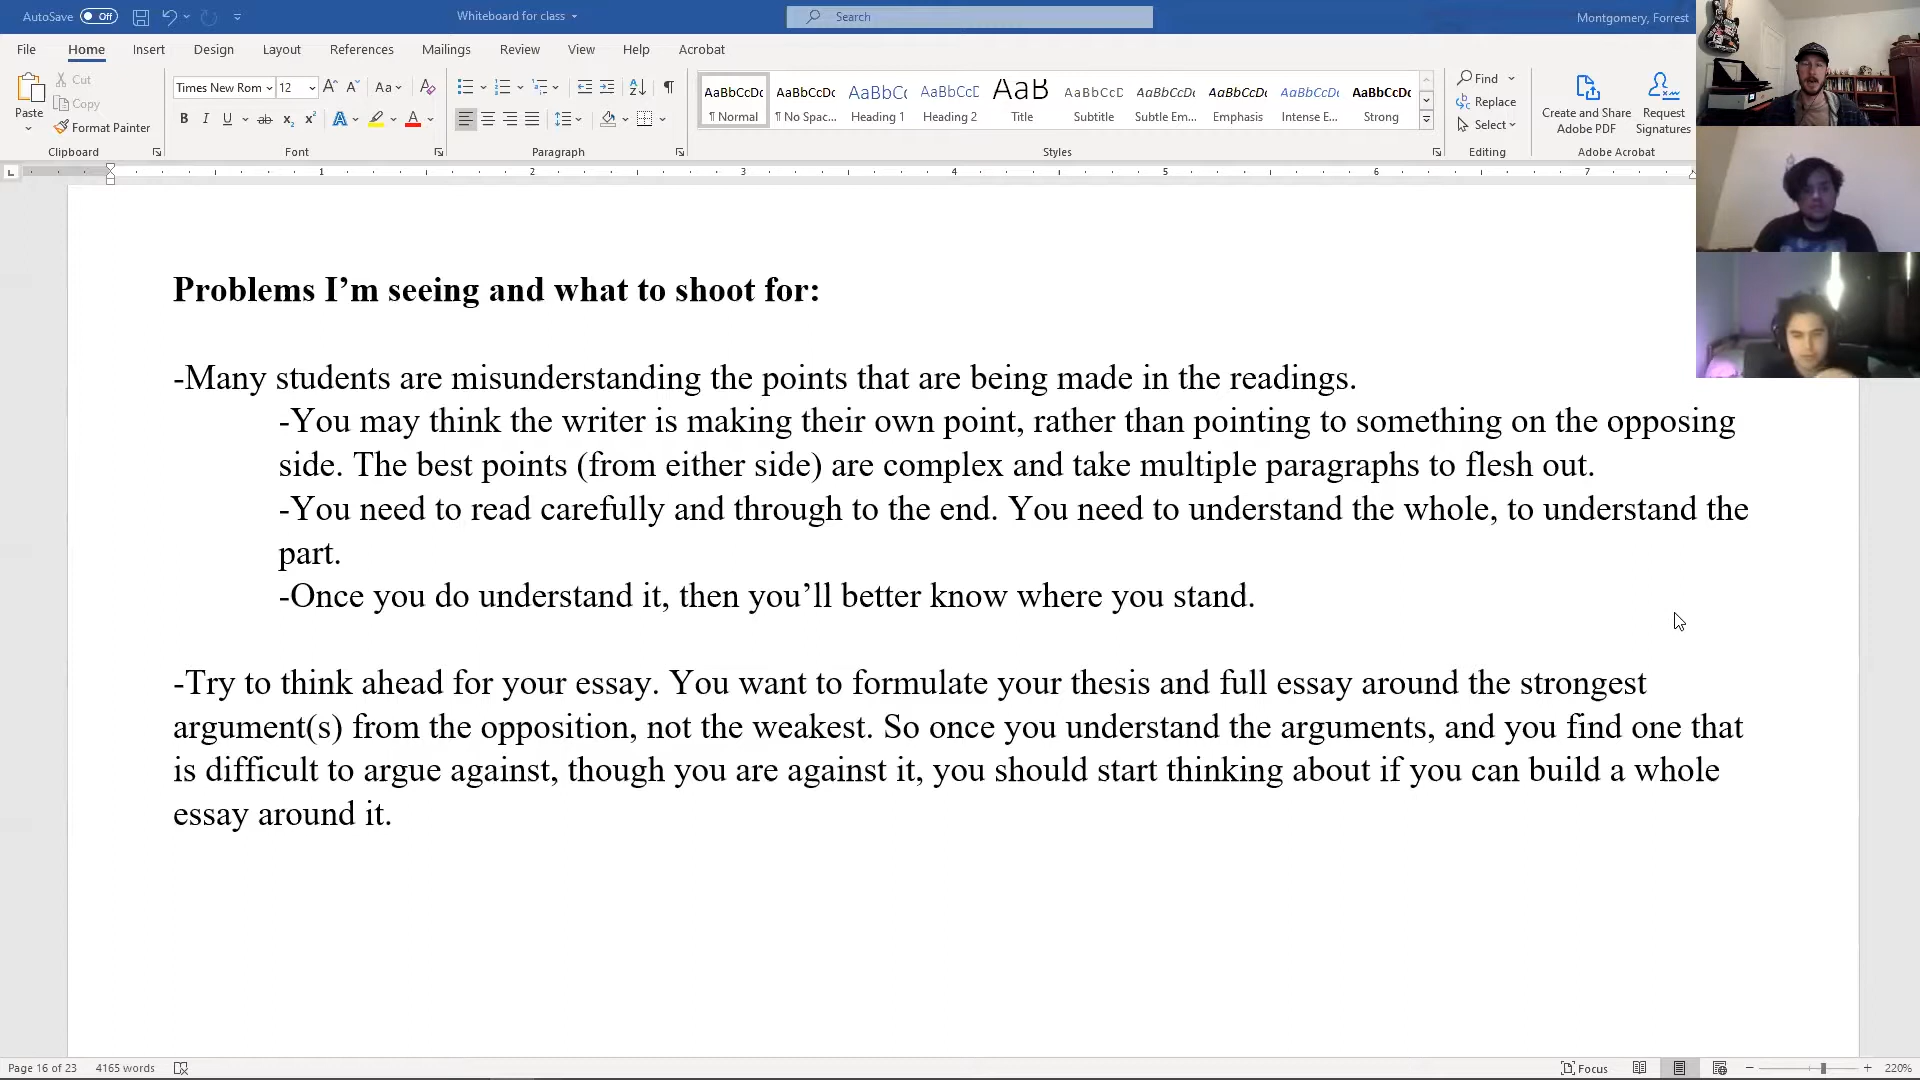 AutoSave Off Whiteboard for class Search Montgomery, Forrest
File Home Insert Design Layout References Mailings Review View Help Acrobat
Paste Cut Copy Format Painter
Times New Rom 12 Aa
AaBbCcDc AaBbCcDc AaBbCc AaBbCcD AaB AaBbCcD AaBbCcDc AaBbCcDc AaBbCcDc AaBbCcDc
¶ Normal ¶ No Spac... Heading 1 Heading 2 Title Subtitle Subtle Em... Emphasis Intense E... Strong
Find
Replace
Select
Create and Share Adobe PDF
Request Signatures
Clipboard Font Paragraph Styles Editing Adobe Acrobat
1 2 3 4 5 6 7
Problems I’m seeing and what to shoot for:
-Many students are misunderstanding the points that are being made in the readings.
-You may think the writer is making their own point, rather than pointing to something on the opposing
side. The best points (from either side) are complex and take multiple paragraphs to flesh out.
-You need to read carefully and through to the end. You need to understand the whole, to understand the
part.
-Once you do understand it, then you’ll better know where you stand.
-Try to think ahead for your essay. You want to formulate your thesis and full essay around the strongest
argument(s) from the opposition, not the weakest. So once you understand the arguments, and you find one that
is difficult to argue against, though you are against it, you should start thinking about if you can build a whole
essay around it.
Page 16 of 23 4165 words Focus 220%